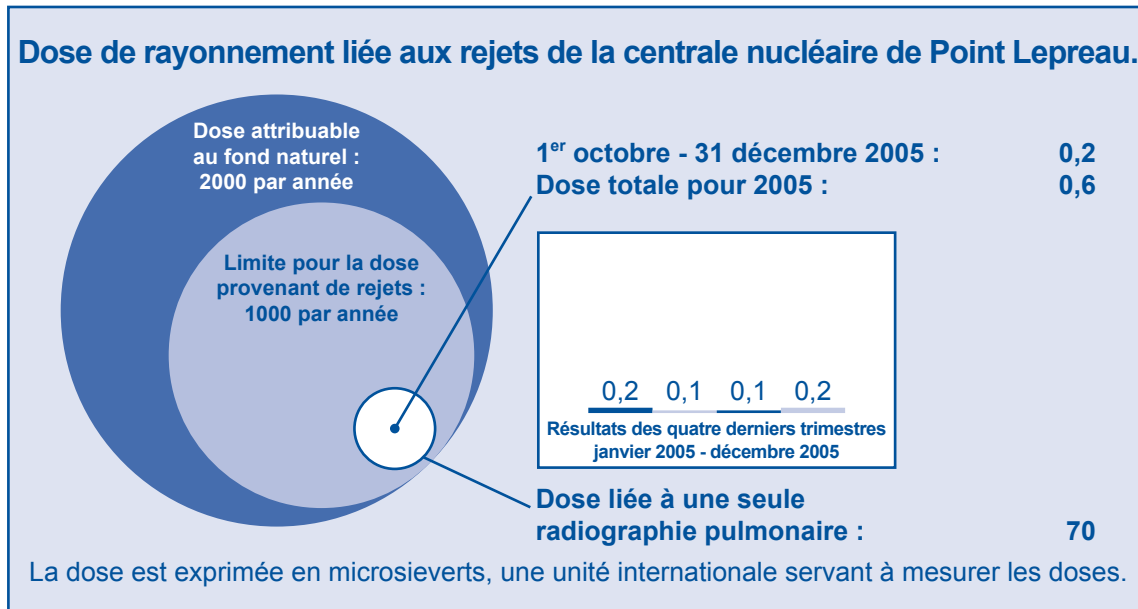 Dose de rayonnement liée aux rejets de la centrale nucléaire de Point Lepreau.
Dose attribuable
au fond naturel :
2000 par année
Limite pour la dose
provenant de rejets :
1000 par année
1er octobre - 31 décembre 2005 : 0,2
Dose totale pour 2005 : 0,6
0,2 0,1 0,1 0,2
Résultats des quatre derniers trimestres
janvier 2005 - décembre 2005
Dose liée à une seule
radiographie pulmonaire : 70
La dose est exprimée en microsieverts, une unité internationale servant à mesurer les doses.